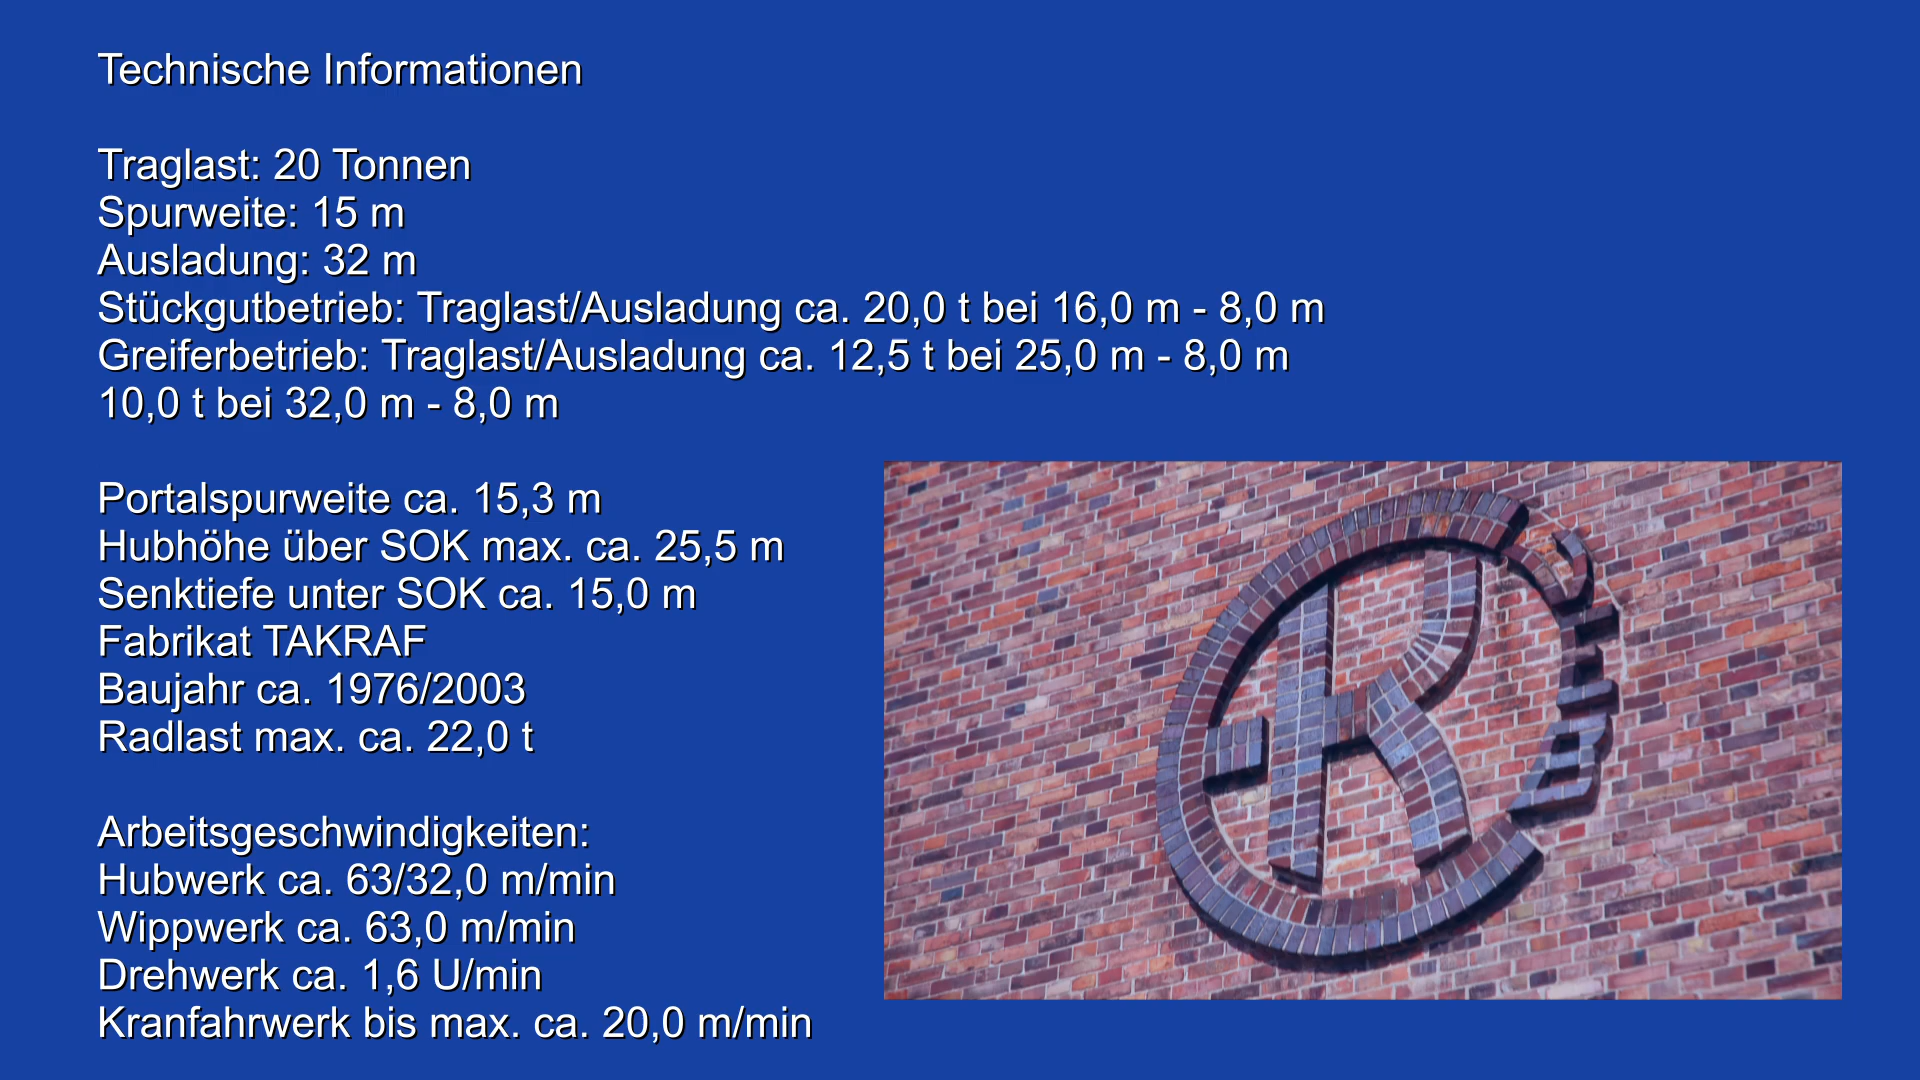 Technische Informationen
Traglast: 20 Tonnen
Spurweite: 15 m
Ausladung: 32 m
Stückgutbetrieb: Traglast/Ausladung ca. 20,0 t bei 16,0 m - 8,0 m
Greiferbetrieb: Traglast/Ausladung ca. 12,5 t bei 25,0 m - 8,0 m
10,0 t bei 32,0 m - 8,0 m
Portalspurweite ca. 15,3 m
Hubhöhe über SOK max. ca. 25,5 m
Senktiefe unter SOK ca. 15,0 m
Fabrikat TAKRAF
Baujahr ca. 1976/2003
Radlast max. ca. 22,0 t
Arbeitsgeschwindigkeiten:
Hubwerk ca. 63/32,0 m/min
Wippwerk ca. 63,0 m/min
Drehwerk ca. 1,6 U/min
Kranfahrwerk bis max. ca. 20,0 m/min